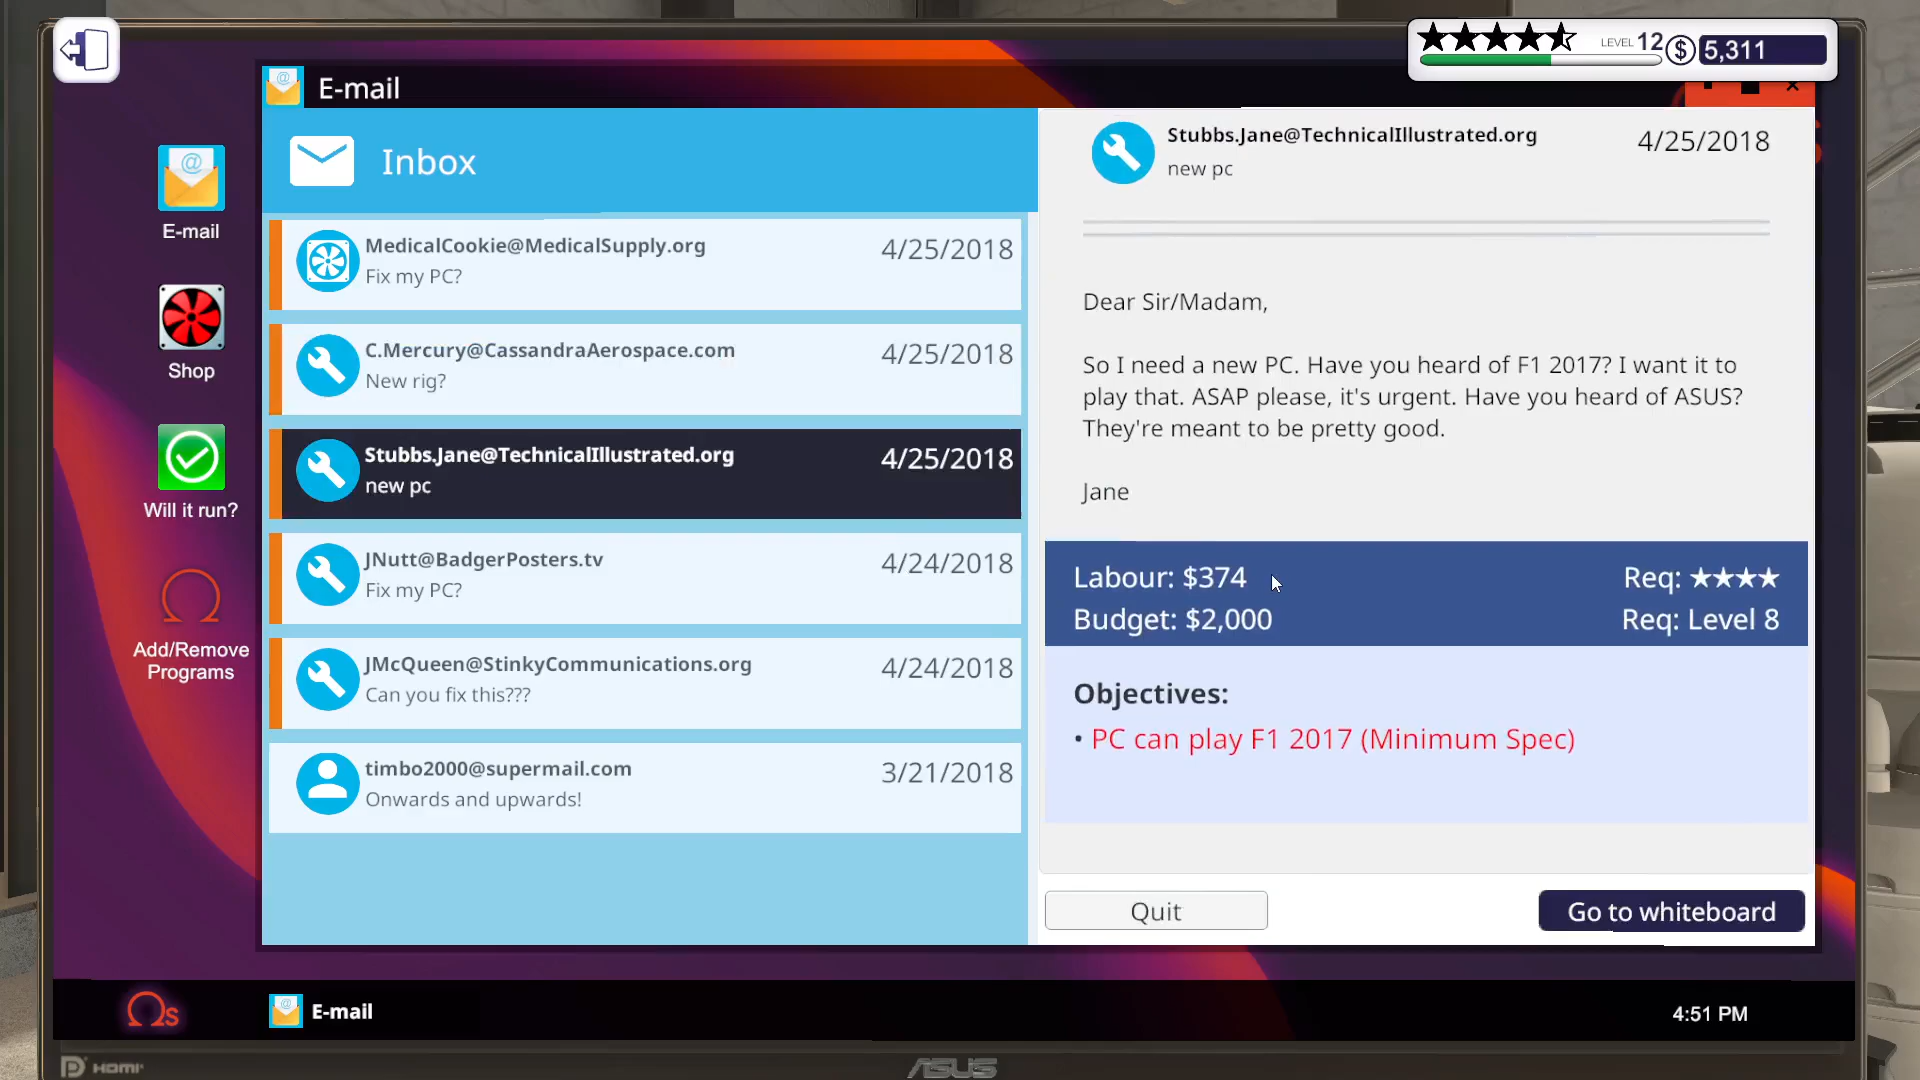 LEVEL 12
$ 5,311
E-mail
Inbox
E-mail
Shop
Will it run?
Add/Remove
Programs
MedicalCookie@MedicalSupply.org
4/25/2018
Fix my PC?
C.Mercury@CassandraAerospace.com
4/25/2018
New rig?
Stubbs.Jane@TechnicalIllustrated.org
4/25/2018
new pc
JNutt@BadgerPosters.tv
4/24/2018
Fix my PC?
JMcQueen@StinkyCommunications.org
4/24/2018
Can you fix this???
timbo2000@supermail.com
3/21/2018
Onwards and upwards!
Stubbs.Jane@TechnicalIllustrated.org
4/25/2018
new pc
Dear Sir/Madam,
So I need a new PC. Have you heard of F1 2017? I want it to
play that. ASAP please, it's urgent. Have you heard of ASUS?
They're meant to be pretty good.
Jane
Labour: $374
Req: ★★★★
Budget: $2,000
Req: Level 8
Objectives:
• PC can play F1 2017 (Minimum Spec)
Quit
Go to whiteboard
Ωs
E-mail
4:51 PM
HDMI
ASUS